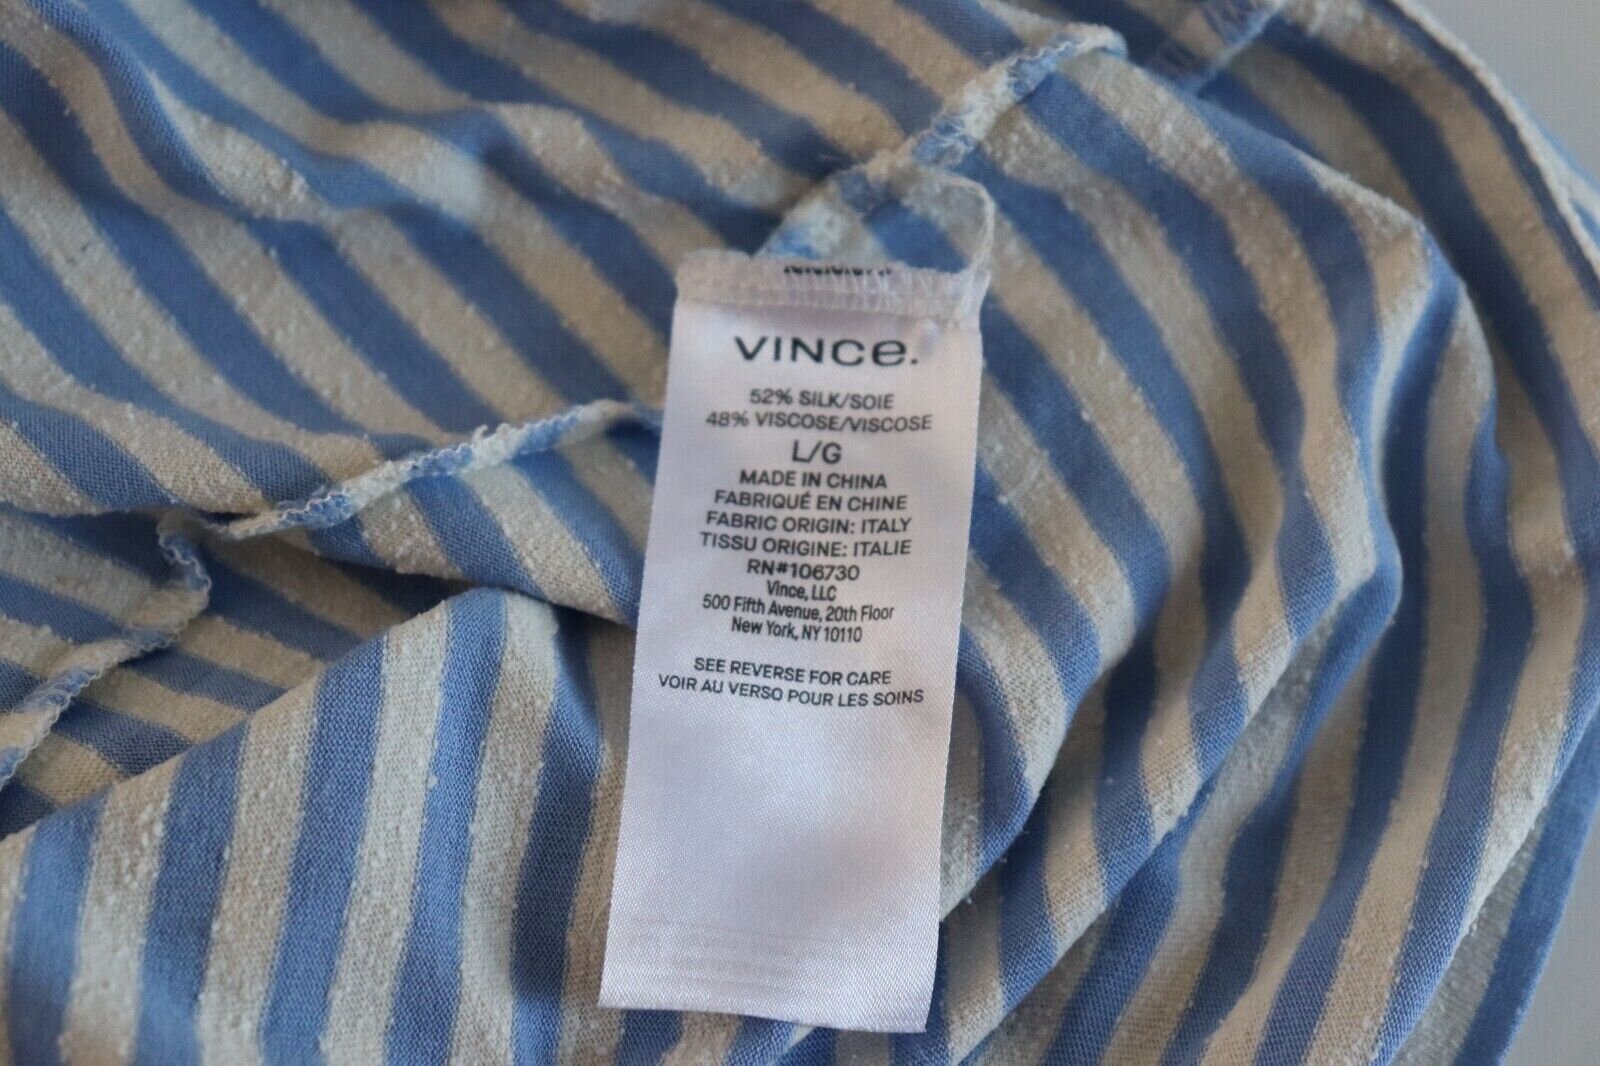 VINCe.
52% SILK/SOIE
48% VISCOSE/VISCOSE
L/G
MADE IN CHINA
FABRIQUÉ EN CHINE
FABRIC ORIGIN: ITALY
TISSU ORIGINE: ITALIE
RN#106730
Vince, LLC
500 Fifth Avenue, 20th Floor
New York, NY 10110
SEE REVERSE FOR CARE
VOIR AU VERSO POUR LES SOINS